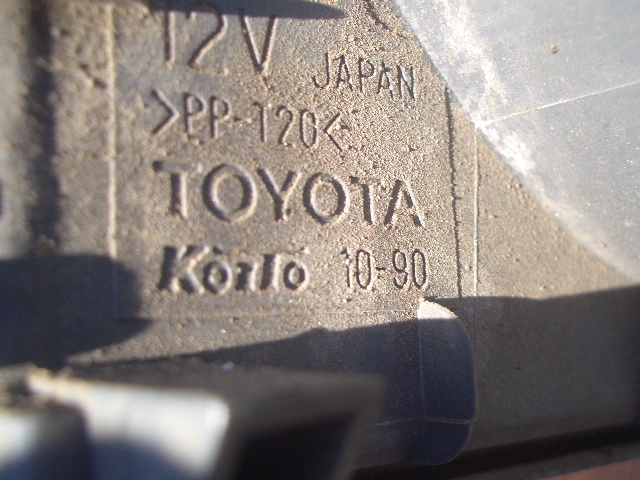 12V
JAPAN
>PP-T20<
TOYOTA
Koito 10-90